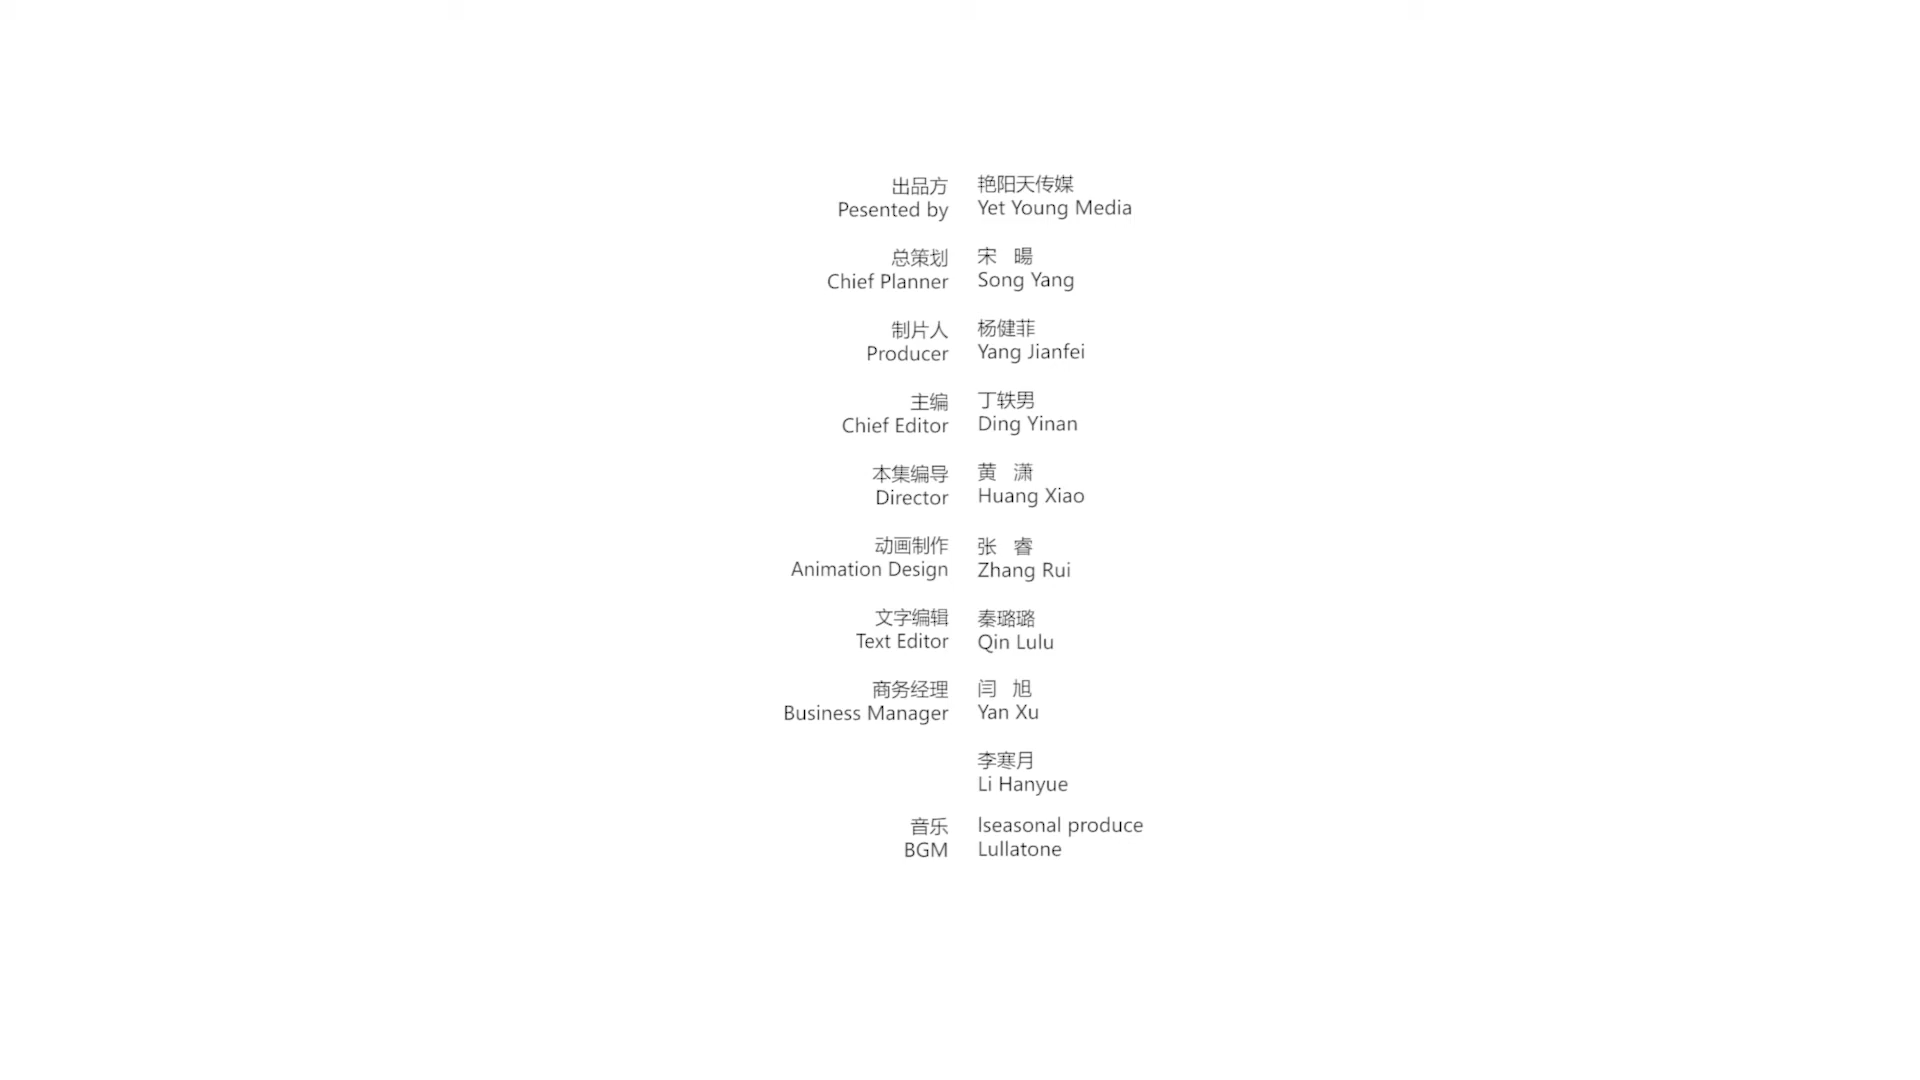 出品方 艳阳天传媒
Pesented by Yet Young Media
总策划 宋 暘
Chief Planner Song Yang
制片人 杨健菲
Producer Yang Jianfei
主编 丁轶男
Chief Editor Ding Yinan
本集编导 黄 潇
Director Huang Xiao
动画制作 张 睿
Animation Design Zhang Rui
文字编辑 秦璐璐
Text Editor Qin Lulu
商务经理 闫 旭
Business Manager Yan Xu
李寒月
Li Hanyue
音乐 lseasonal produce
BGM Lullatone